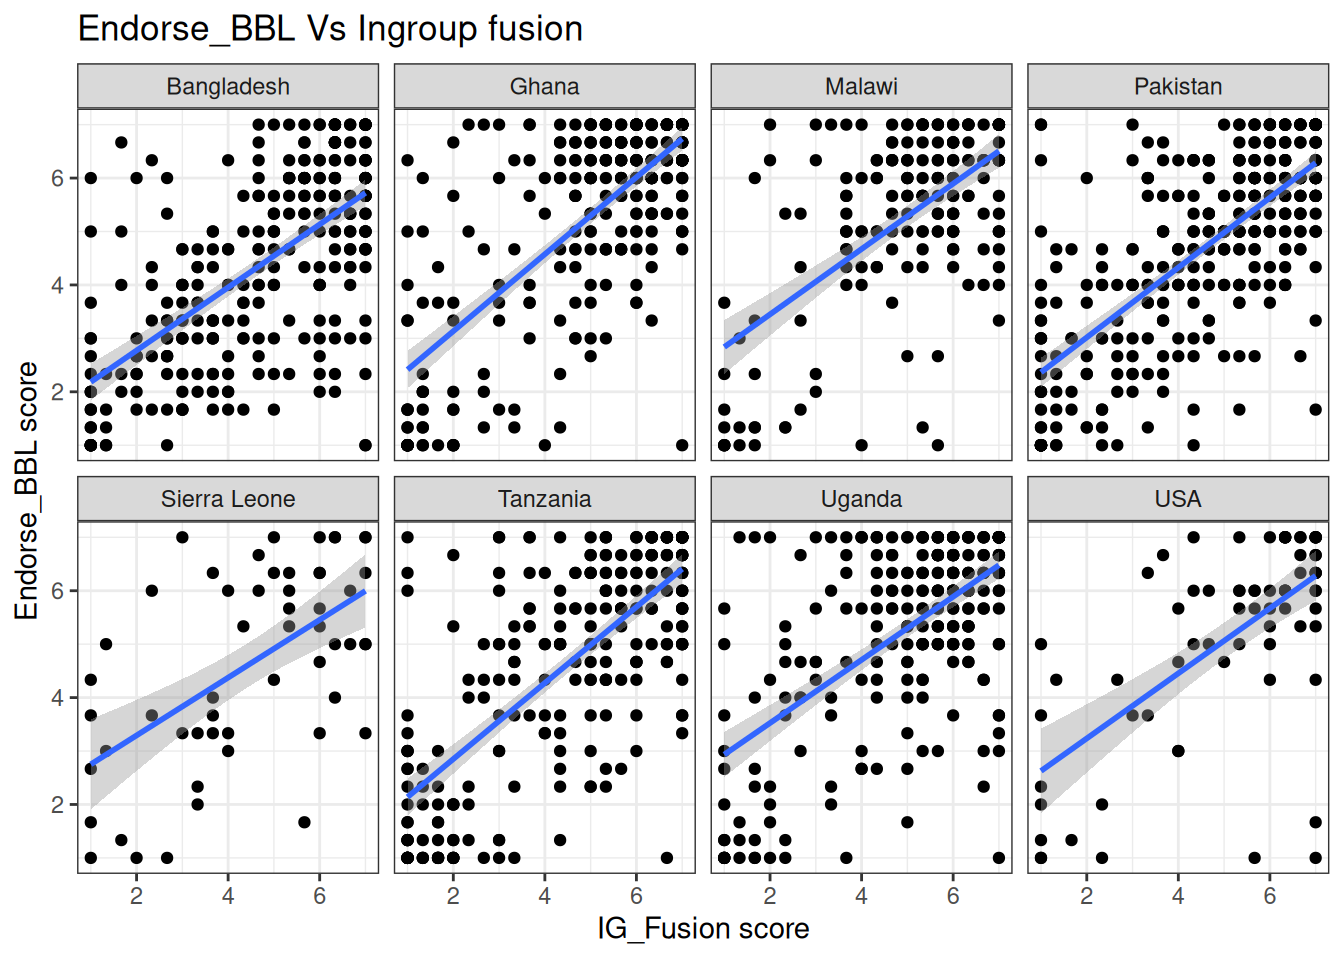 Endorse_BBL Vs Ingroup fusion
Bangladesh Ghana Malawi Pakistan
6
4
2
Sierra Leone Tanzania Uganda USA
6
4
2
2 4 6 2 4 6 2 4 6 2 4 6
IG_Fusion score
Endorse_BBL score